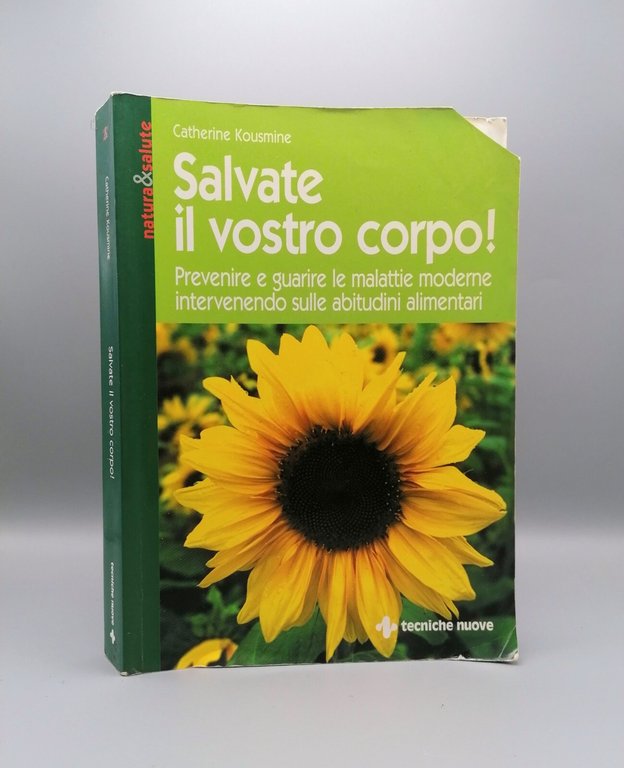 Catherine Kousmine
Salvate
il vostro corpo!
Prevenire e guarire le malattie moderne
intervenendo sulle abitudini alimentari
natura&salute
tecniche nuove
Catherine Kousmine
Salvate il vostro corpo!
tecniche nuove